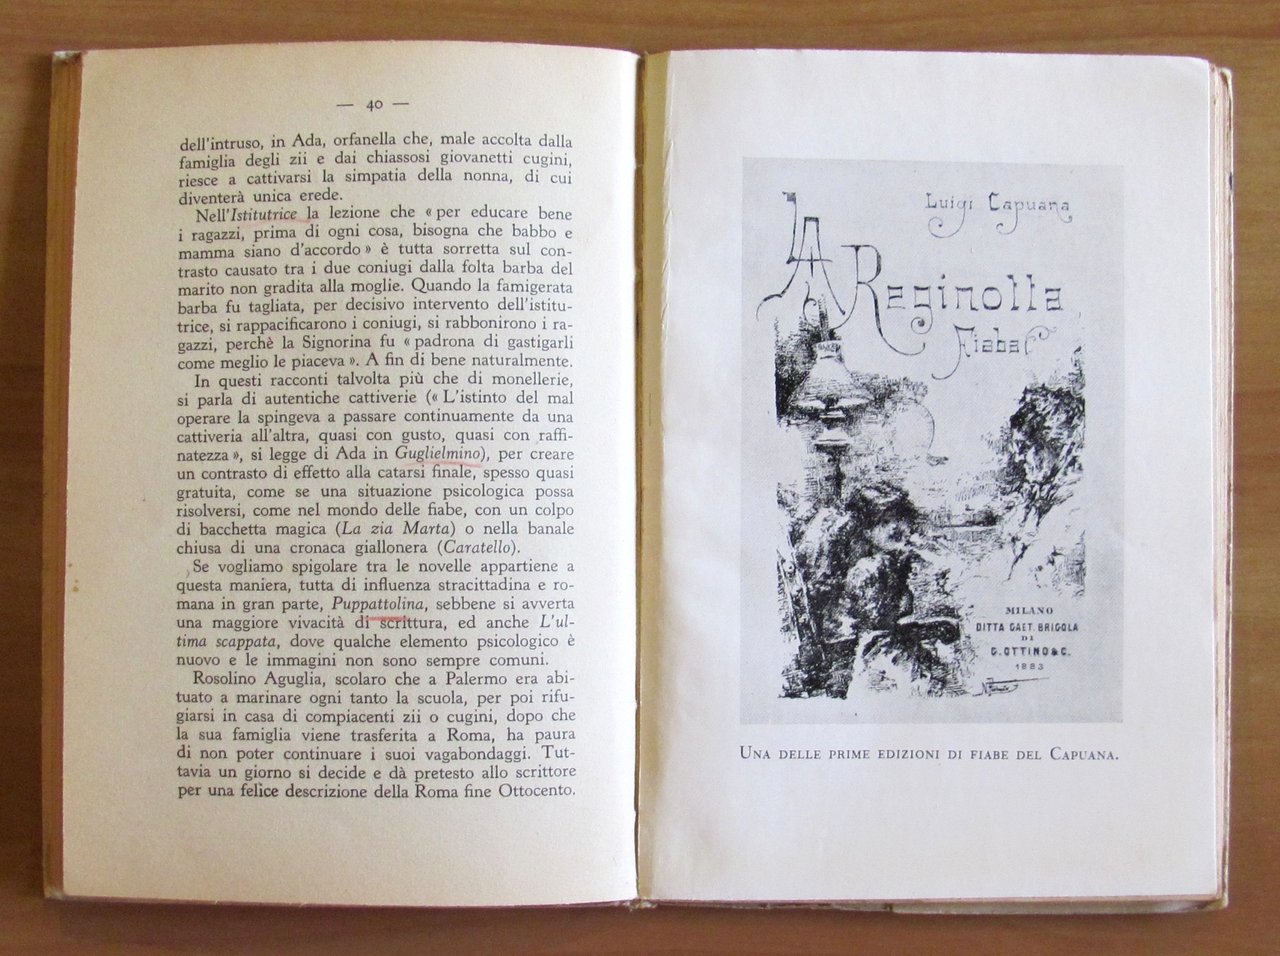 — 40 —
dell'intruso, in Ada, orfanella che, male accolta dalla
famiglia degli zii e dai chiassosi giovanetti cugini,
riesce a cattivarsi la simpatia della nonna, di cui
diventerà unica erede.
Nell'Istitutrice la lezione che « per educare bene
i ragazzi, prima di ogni cosa, bisogna che babbo e
mamma siano d'accordo » è tutta sorretta sul con-
trasto causato tra i due coniugi dalla folta barba del
marito non gradita alla moglie. Quando la famigerata
barba fu tagliata, per decisivo intervento dell'istitu-
trice, si rappacificarono i coniugi, si rabbonirono i ra-
gazzi, perchè la Signorina fu « padrona di gastigarli
come meglio le piaceva ». A fin di bene naturalmente.
In questi racconti talvolta più che di monellerie,
si parla di autentiche cattiverie (« L'istinto del mal
operare la spingeva a passare continuamente da una
cattiveria all'altra, quasi con gusto, quasi con raffi-
natezza », si legge di Ada in Guglielmino), per creare
un contrasto di effetto alla catarsi finale, spesso quasi
gratuita, come se una situazione psicologica possa
risolversi, come nel mondo delle fiabe, con un colpo
di bacchetta magica (La zia Marta) o nella banale
chiusa di una cronaca giallonera (Caratello).
Se vogliamo spigolare tra le novelle appartiene a
questa maniera, tutta di influenza stracittadina e ro-
mana in gran parte, Puppattolina, sebbene si avverta
una maggiore vivacità di scrittura, ed anche L'ul-
tima scappata, dove qualche elemento psicologico è
nuovo e le immagini non sono sempre comuni.
Rosolino Aguglia, scolaro che a Palermo era abi-
tuato a marinare ogni tanto la scuola, per poi rifu-
giarsi in casa di compiacenti zii o cugini, dopo che
la sua famiglia viene trasferita a Roma, ha paura
di non poter continuare i suoi vagabondaggi. Tut-
tavia un giorno si decide e dà pretesto allo scrittore
per una felice descrizione della Roma fine Ottocento.
Luigi Capuana
LA Reginotta
Fiabe
MILANO
DITTA GAET. BRIGOLA
DI
G. OTTINO & C.
1883
UNA DELLE PRIME EDIZIONI DI FIABE DEL CAPUANA.